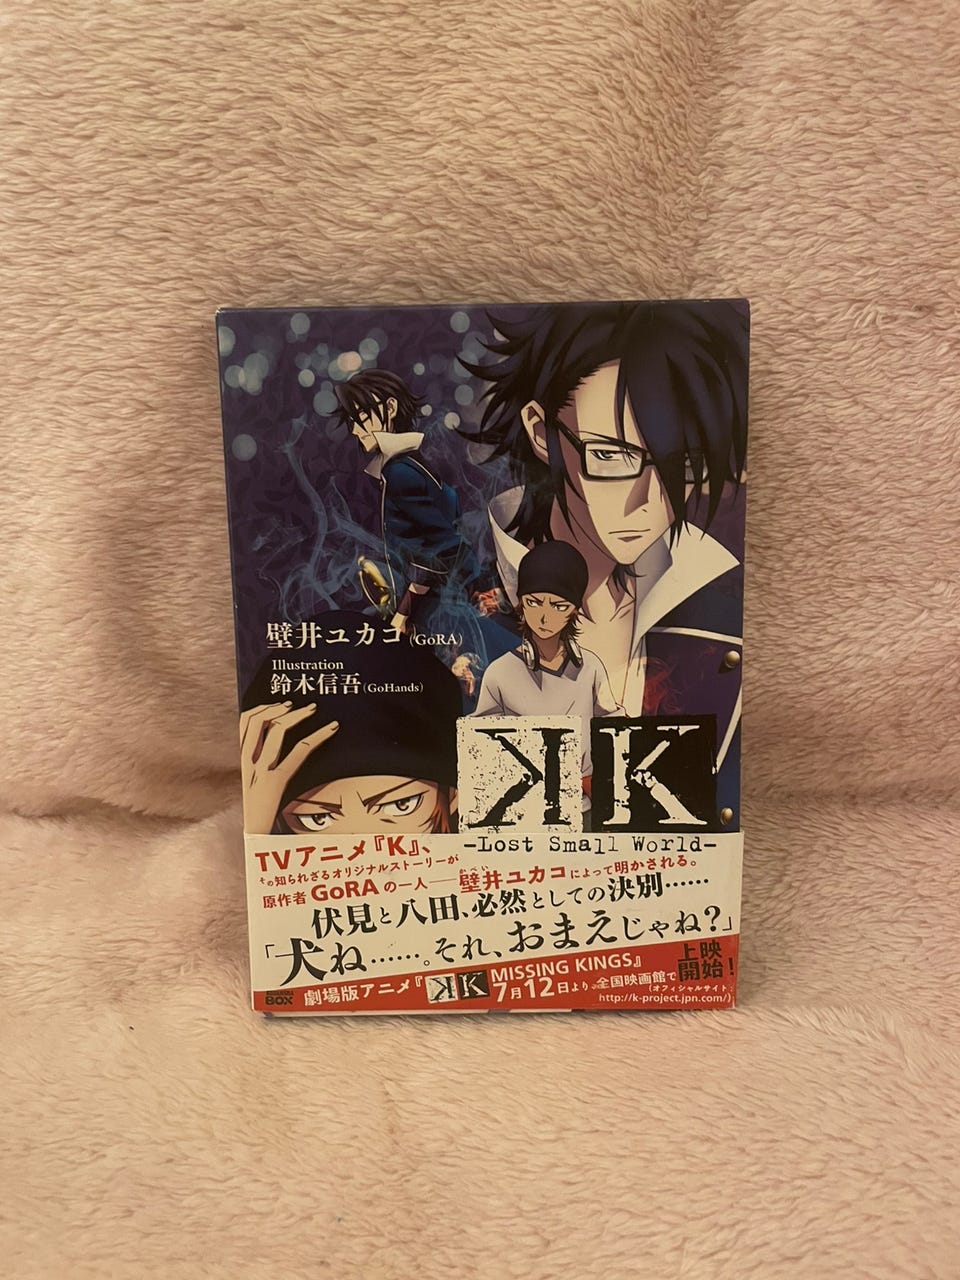 壁井ユカコ(GoRA)
Illustration
鈴木信吾(GoHands)
K K
-Lost Small World-
TVアニメ『K』、
その知られざるオリジナルストーリーが
原作者GoRAの一人――壁井ユカコによって明かされる。
かべい
伏見と八田、必然としての決別……
「犬ね……。それ、おまえじゃね?」
劇場版アニメ『K MISSING KINGS』
7月12日より全国映画館で上映開始!
(オフィシャルサイト:
http://k-project.jpn.com/)
BOX